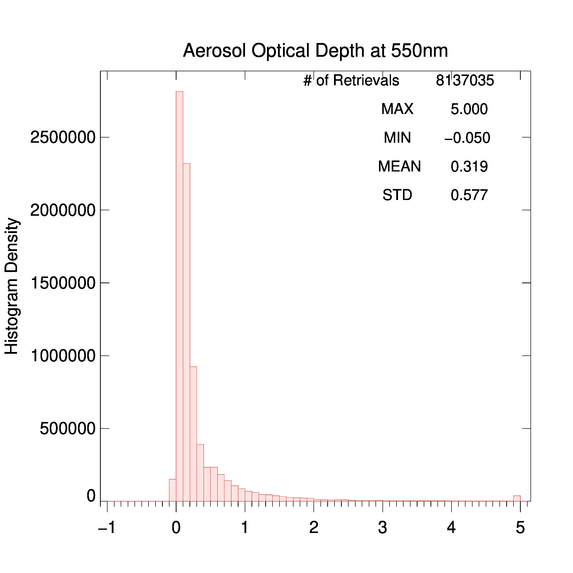 Aerosol Optical Depth at 550nm
# of Retrievals 8137035
MAX 5.000
MIN −0.050
MEAN 0.319
STD 0.577
Histogram Density
2500000
2000000
1500000
1000000
500000
0
−1 0 1 2 3 4 5